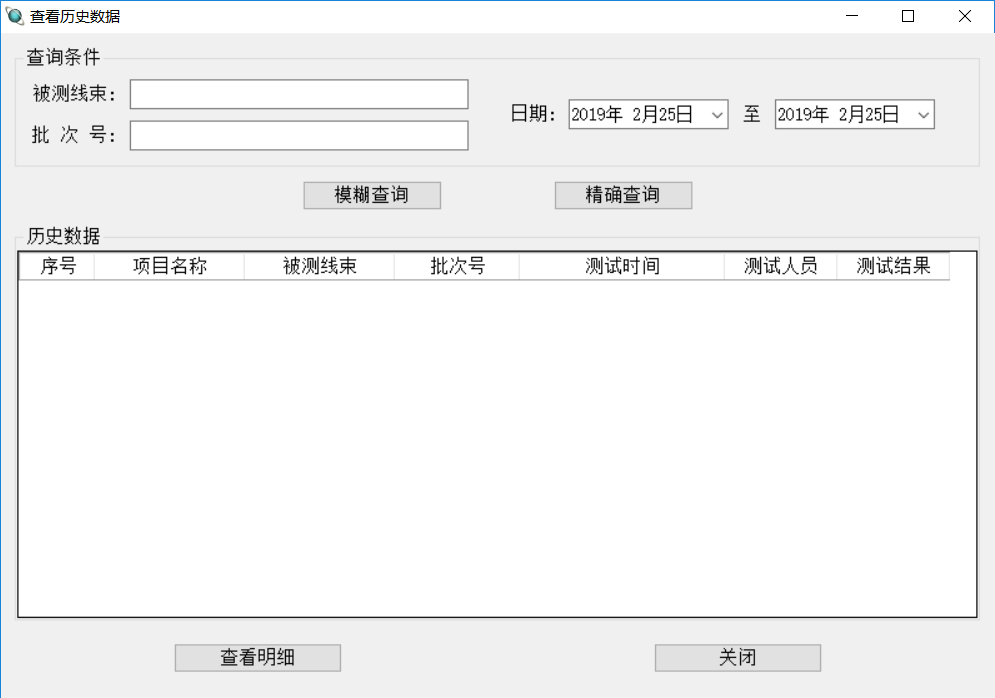 查看历史数据
查询条件
被测线束：
批 次 号：
日期： 2019年 2月25日 至 2019年 2月25日
模糊查询 精确查询
历史数据
序号 项目名称 被测线束 批次号 测试时间 测试人员 测试结果
查看明细 关闭